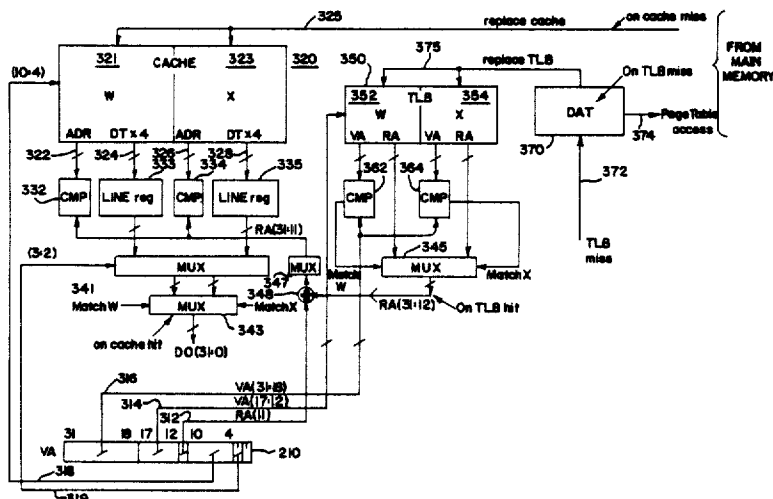 325
replace cache
on cache miss
375
replace TLB
FROM
MAIN
MEMORY
(10:4)
321
CACHE
323
320
W
X
ADR
DT×4
ADR
DT×4
350
352
TLB
354
W
X
VA
RA
VA
RA
On TLB miss
DAT
370
374
Page Table
access
372
TLB
miss
322
324
326
328
332
333
334
335
CMP
LINE reg
CMP
LINE reg
RA(31:11)
362
364
CMP
CMP
(3:2)
MUX
MUX
347
345
MUX
341
Match W
MUX
Match X
343
348
Match
W
Match X
RA(31:12)
On TLB hit
on cache hit
DO(31:0)
316
VA(31:18)
314
VA(17:12)
312
RA(11)
VA
31
18
17
12
10
4
210
318
319